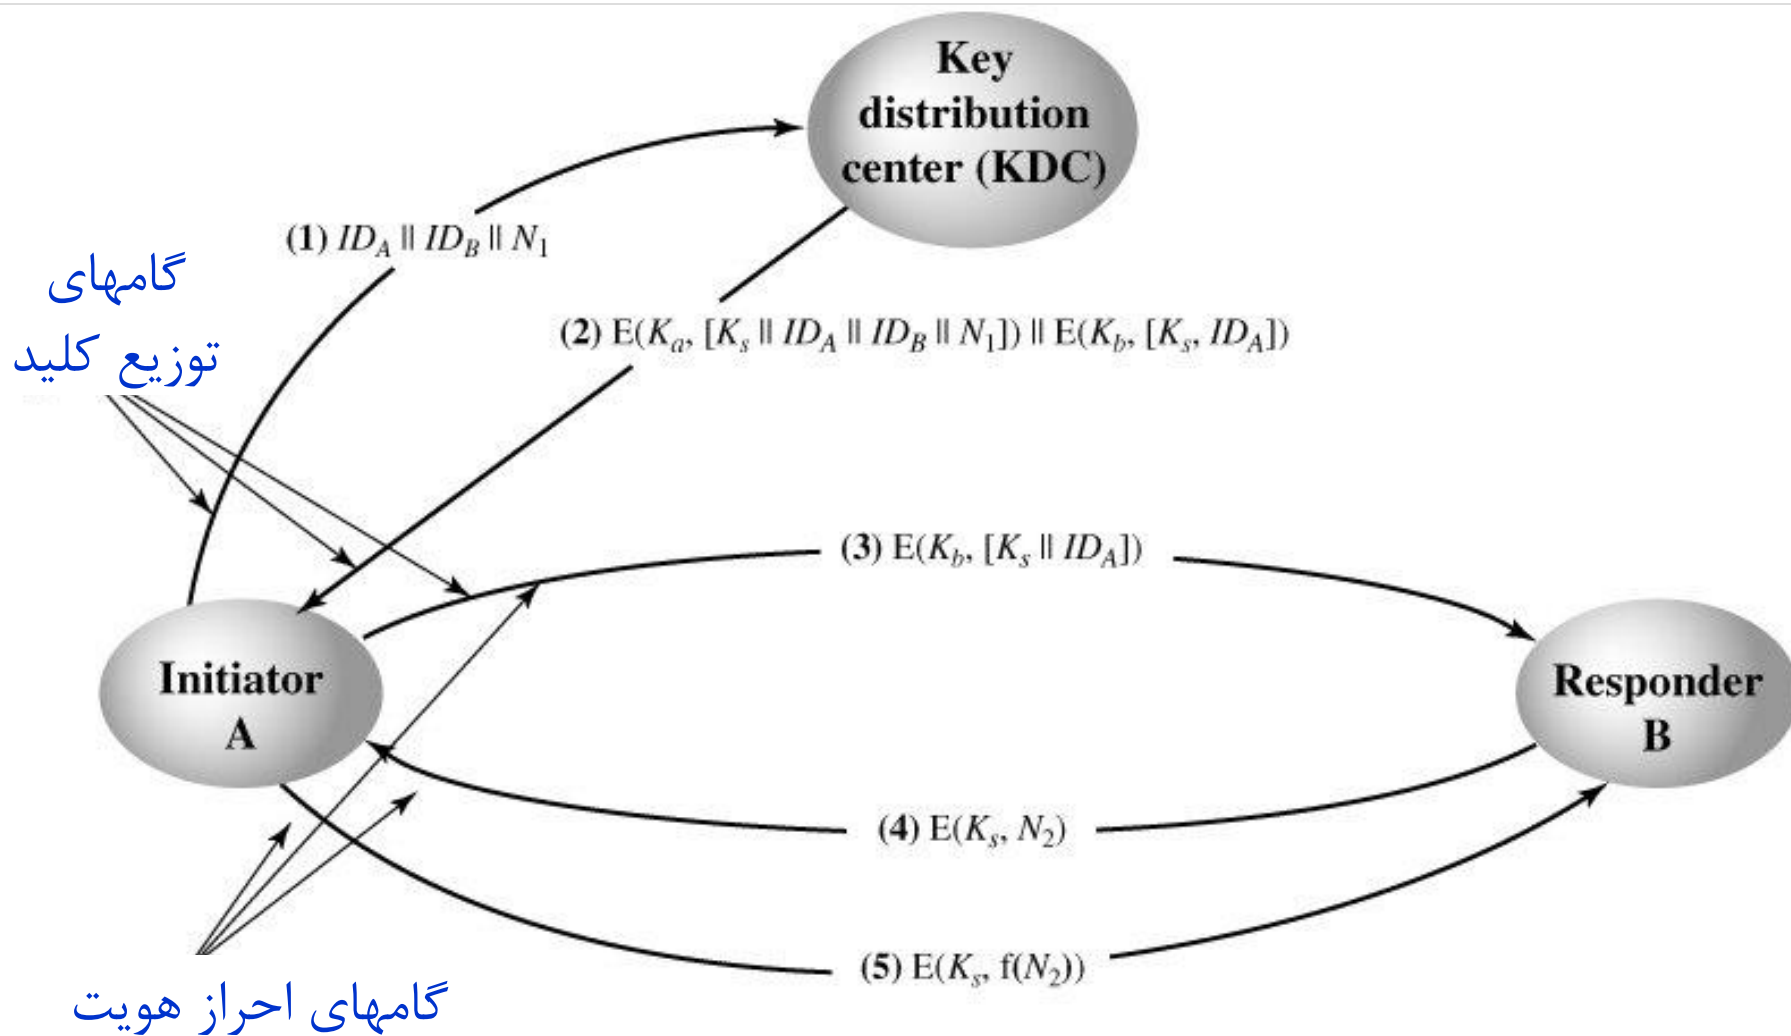 Key
distribution
center (KDC)
(1) ID_A || ID_B || N_1
گامهای
توزیع کلید
(2) E(K_a, [K_s || ID_A || ID_B || N_1]) || E(K_b, [K_s, ID_A])
(3) E(K_b, [K_s || ID_A])
Initiator
A
Responder
B
(4) E(K_s, N_2)
(5) E(K_s, f(N_2))
گامهای احراز هویت